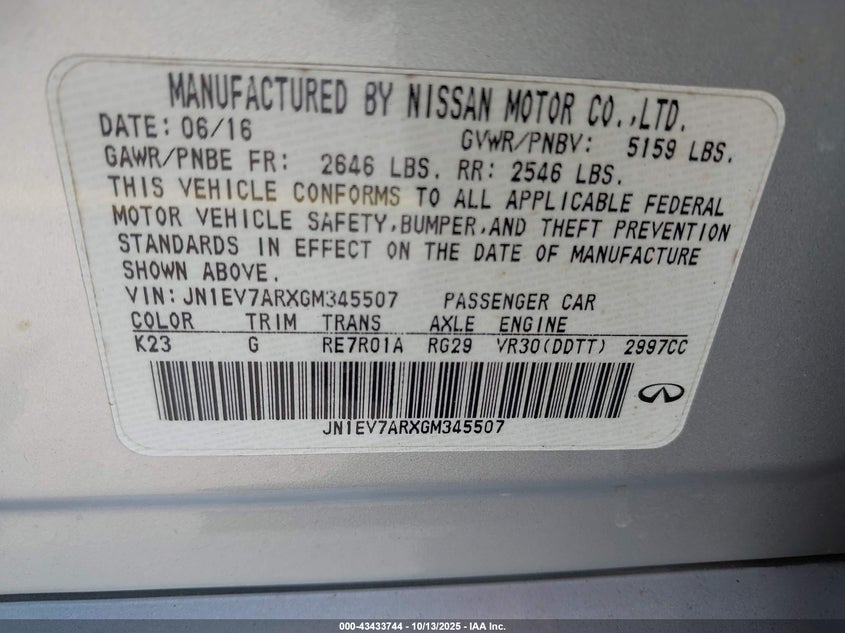 MANUFACTURED BY NISSAN MOTOR CO.,LTD.
DATE: 06/16 GVWR/PNBV: 5159 LBS.
GAWR/PNBE FR: 2646 LBS. RR: 2546 LBS.
THIS VEHICLE CONFORMS TO ALL APPLICABLE FEDERAL
MOTOR VEHICLE SAFETY,BUMPER,AND THEFT PREVENTION
STANDARDS IN EFFECT ON THE DATE OF MANUFACTURE
SHOWN ABOVE.
VIN: JN1EV7ARXGM345507 PASSENGER CAR
COLOR TRIM TRANS AXLE ENGINE
K23 G RE7R01A RG29 VR30(DDTT) 2997CC
JN1EV7ARXGM345507
000-43433744 - 10/13/2025 - IAA Inc.